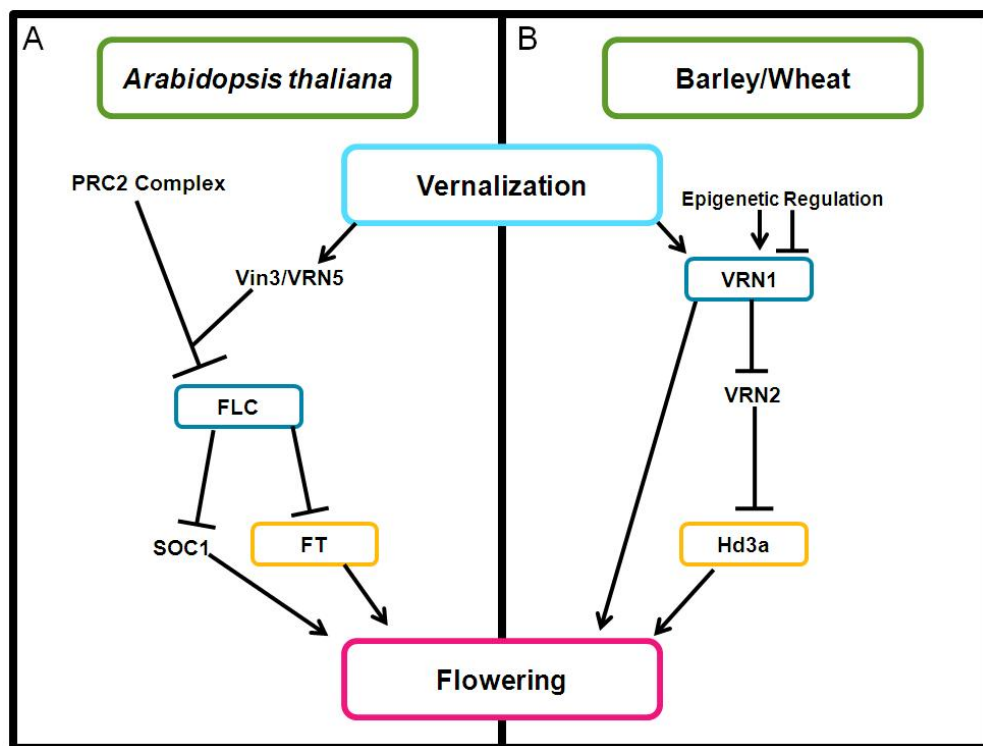 A
Arabidopsis thaliana
B
Barley/Wheat
Vernalization
PRC2 Complex
Epigenetic Regulation
Vin3/VRN5
VRN1
FLC
VRN2
SOC1
FT
Hd3a
Flowering